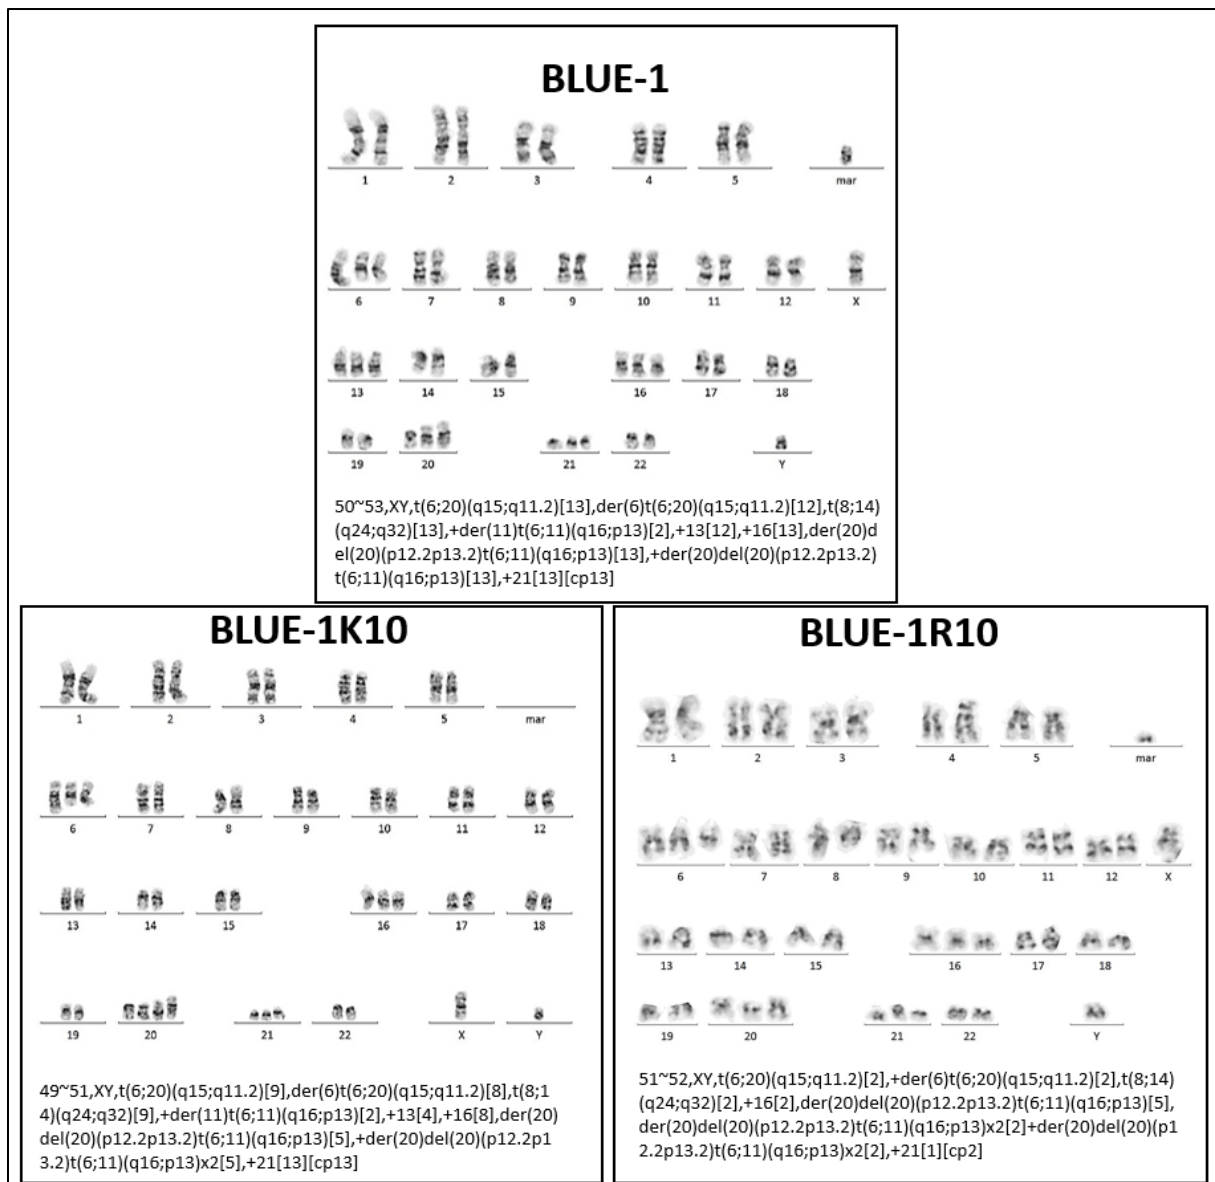 BLUE-1
1 2 3 4 5 mar
6 7 8 9 10 11 12 X
13 14 15 16 17 18
19 20 21 22 Y
50~53,XY,t(6;20)(q15;q11.2)[13],der(6)t(6;20)(q15;q11.2)[12],t(8;14)
(q24;q32)[13],+der(11)t(6;11)(q16;p13)[2],+13[12],+16[13],der(20)d
el(20)(p12.2p13.2)t(6;11)(q16;p13)[13],+der(20)del(20)(p12.2p13.2)
t(6;11)(q16;p13)[13],+21[13][cp13]
BLUE-1K10
1 2 3 4 5 mar
6 7 8 9 10 11 12
13 14 15 16 17 18
19 20 21 22 X Y
49~51,XY,t(6;20)(q15;q11.2)[9],der(6)t(6;20)(q15;q11.2)[8],t(8;1
4)(q24;q32)[9],+der(11)t(6;11)(q16;p13)[2],+13[4],+16[8],der(20)
del(20)(p12.2p13.2)t(6;11)(q16;p13)[5],+der(20)del(20)(p12.2p1
3.2)t(6;11)(q16;p13)x2[5],+21[13][cp13]
BLUE-1R10
1 2 3 4 5 mar
6 7 8 9 10 11 12 X
13 14 15 16 17 18
19 20 21 22 Y
51~52,XY,t(6;20)(q15;q11.2)[2],+der(6)t(6;20)(q15;q11.2)[2],t(8;14)
(q24;q32)[2],+16[2],der(20)del(20)(p12.2p13.2)t(6;11)(q16;p13)[5],
der(20)del(20)(p12.2p13.2)t(6;11)(q16;p13)x2[2]+der(20)del(20)(p1
2.2p13.2)t(6;11)(q16;p13)x2[2],+21[1][cp2]